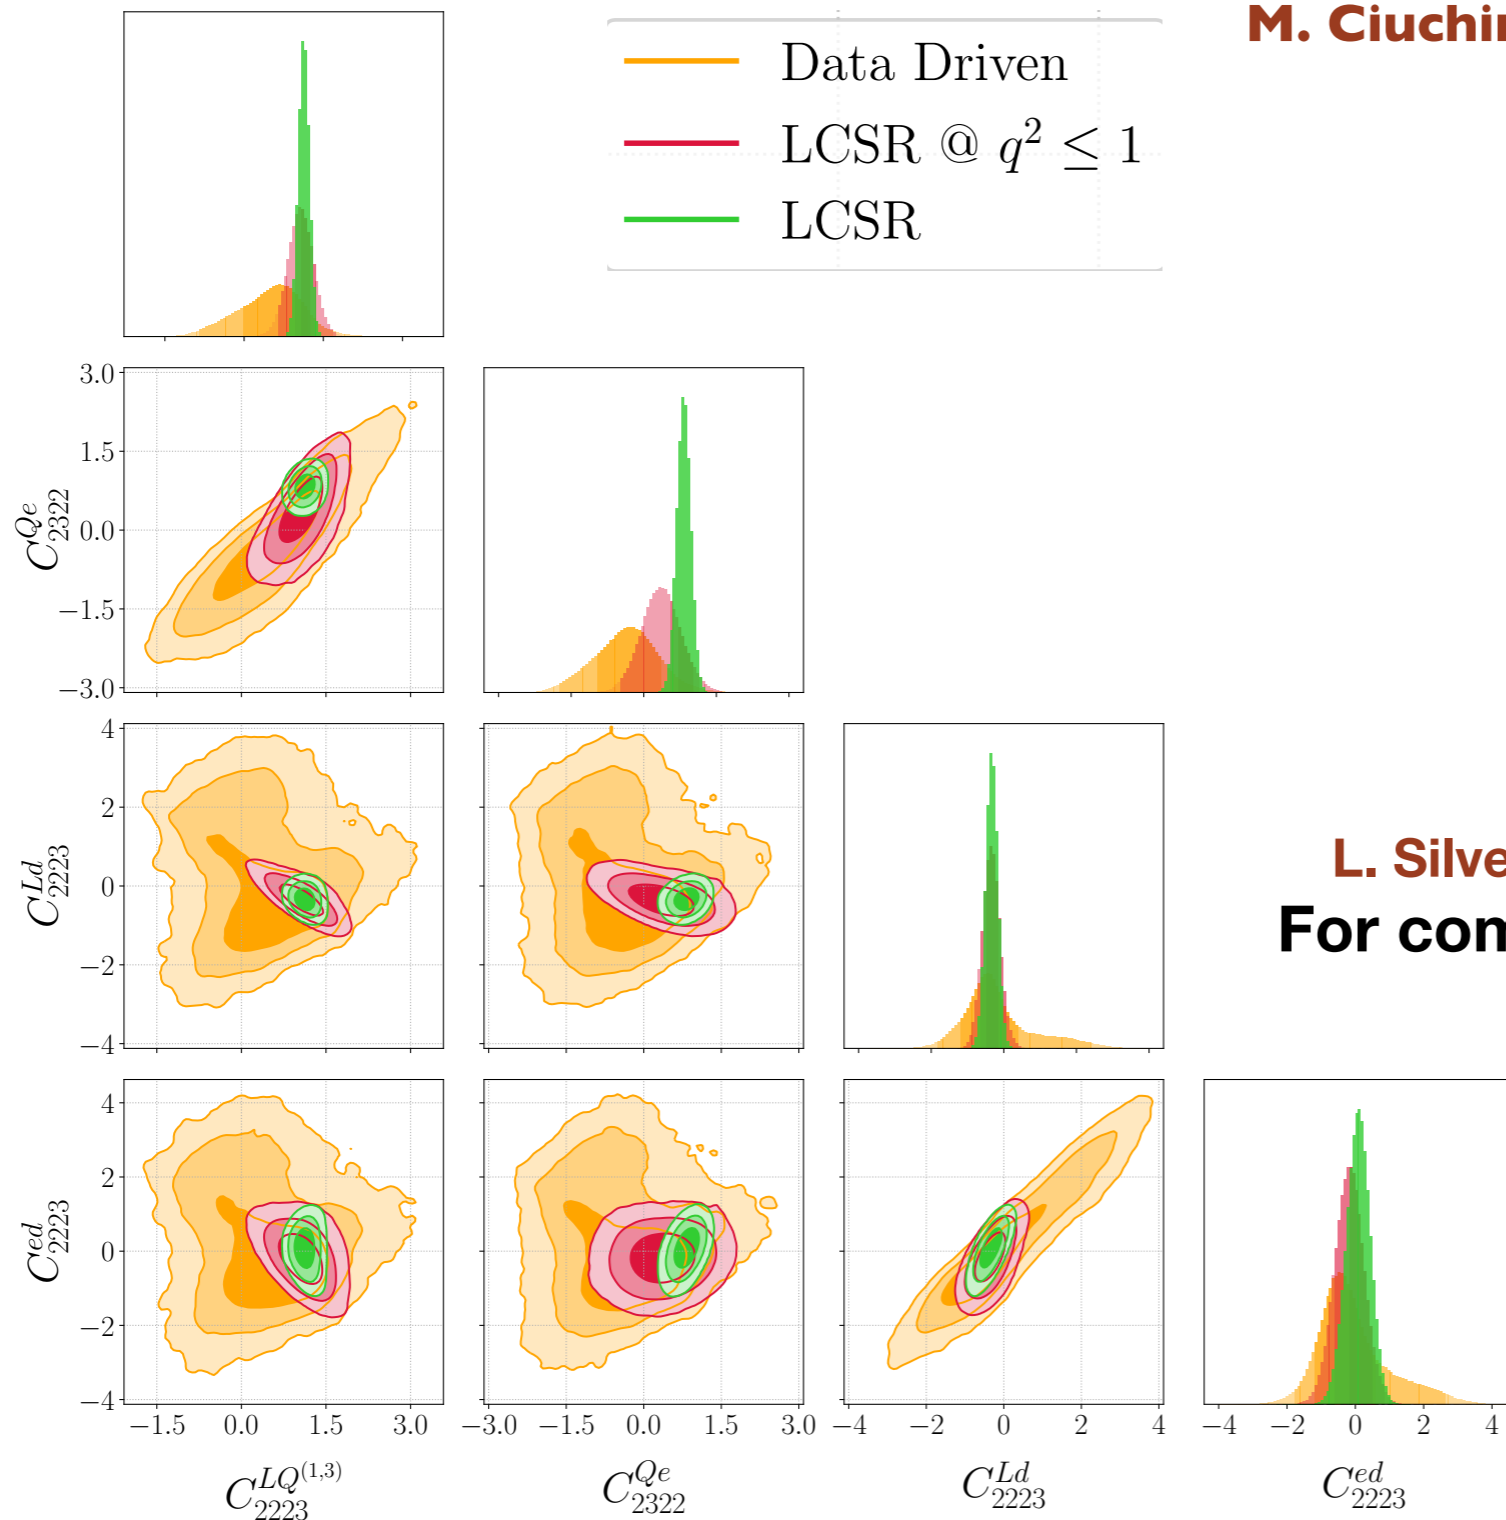 M. Ciuchin
Data Driven
LCSR @ q² ≤ 1
LCSR
3.0
1.5
0.0
−1.5
−3.0
C^{Qe}_{2322}
4
2
0
−2
−4
C^{Ld}_{2223}
L. Silve
For com
4
2
0
−2
−4
C^{ed}_{2223}
−1.5 0.0 1.5 3.0 −3.0 −1.5 0.0 1.5 3.0 −4 −2 0 2 4 −4 −2 0 2 4
C^{LQ^{(1,3)}}_{2223} C^{Qe}_{2322} C^{Ld}_{2223} C^{ed}_{2223}